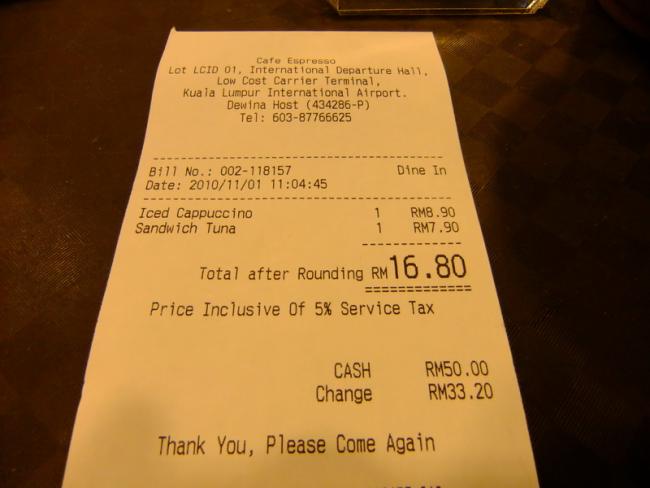 Cafe Espresso
Lot LCID 01, International Departure Hall,
Low Cost Carrier Terminal,
Kuala Lumpur International Airport.
Dewina Host (434286-P)
Tel: 603-87766625
Bill No.: 002-118157 Dine In
Date: 2010/11/01 11:04:45
Iced Cappuccino 1 RM8.90
Sandwich Tuna 1 RM7.90
Total after Rounding RM16.80
Price Inclusive Of 5% Service Tax
CASH RM50.00
Change RM33.20
Thank You, Please Come Again